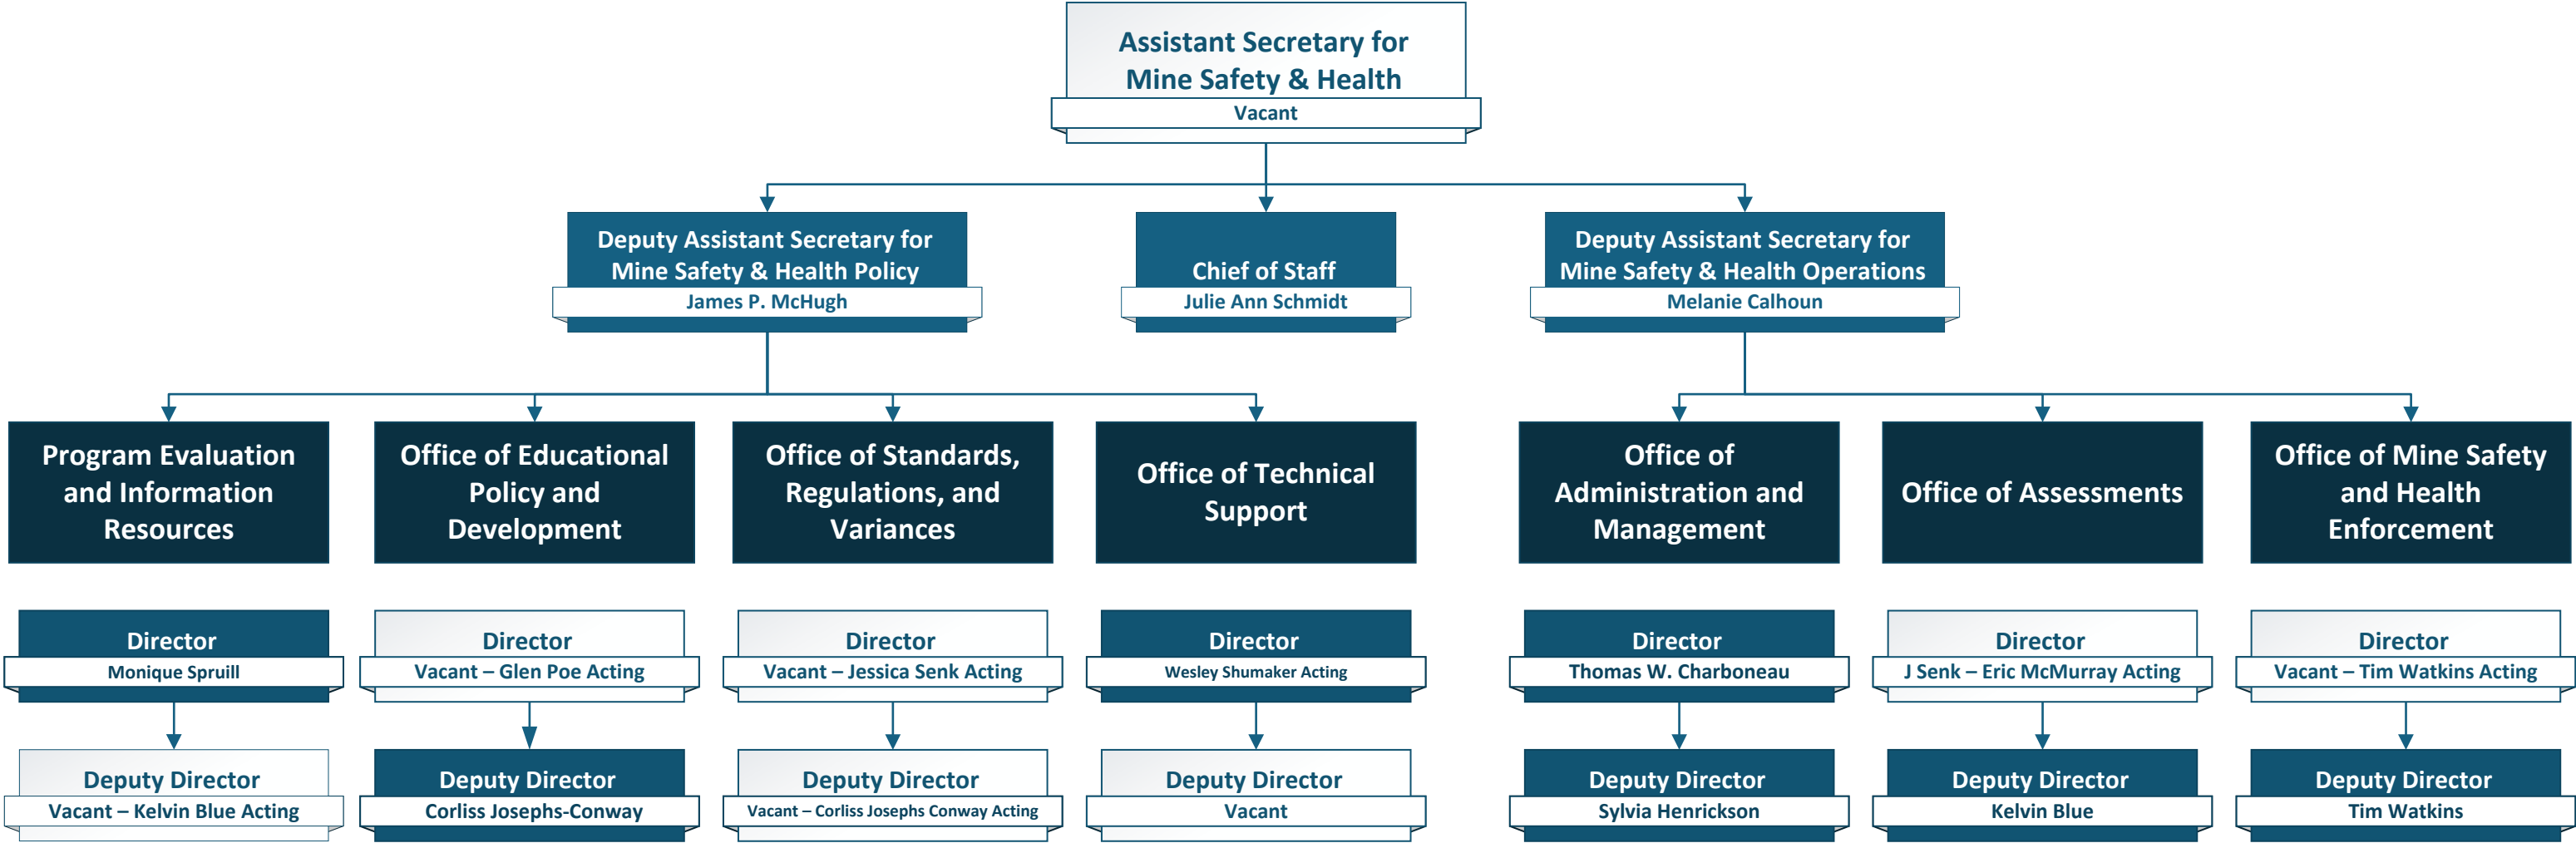 Assistant Secretary for
Mine Safety & Health
Vacant
Deputy Assistant Secretary for
Mine Safety & Health Policy
James P. McHugh
Chief of Staff
Julie Ann Schmidt
Deputy Assistant Secretary for
Mine Safety & Health Operations
Melanie Calhoun
Program Evaluation
and Information
Resources
Office of Educational
Policy and
Development
Office of Standards,
Regulations, and
Variances
Office of Technical
Support
Office of
Administration and
Management
Office of Assessments
Office of Mine Safety
and Health
Enforcement
Director
Monique Spruill
Director
Vacant – Glen Poe Acting
Director
Vacant – Jessica Senk Acting
Director
Wesley Shumaker Acting
Director
Thomas W. Charboneau
Director
J Senk – Eric McMurray Acting
Director
Vacant – Tim Watkins Acting
Deputy Director
Vacant – Kelvin Blue Acting
Deputy Director
Corliss Josephs-Conway
Deputy Director
Vacant – Corliss Josephs Conway Acting
Deputy Director
Vacant
Deputy Director
Sylvia Henrickson
Deputy Director
Kelvin Blue
Deputy Director
Tim Watkins